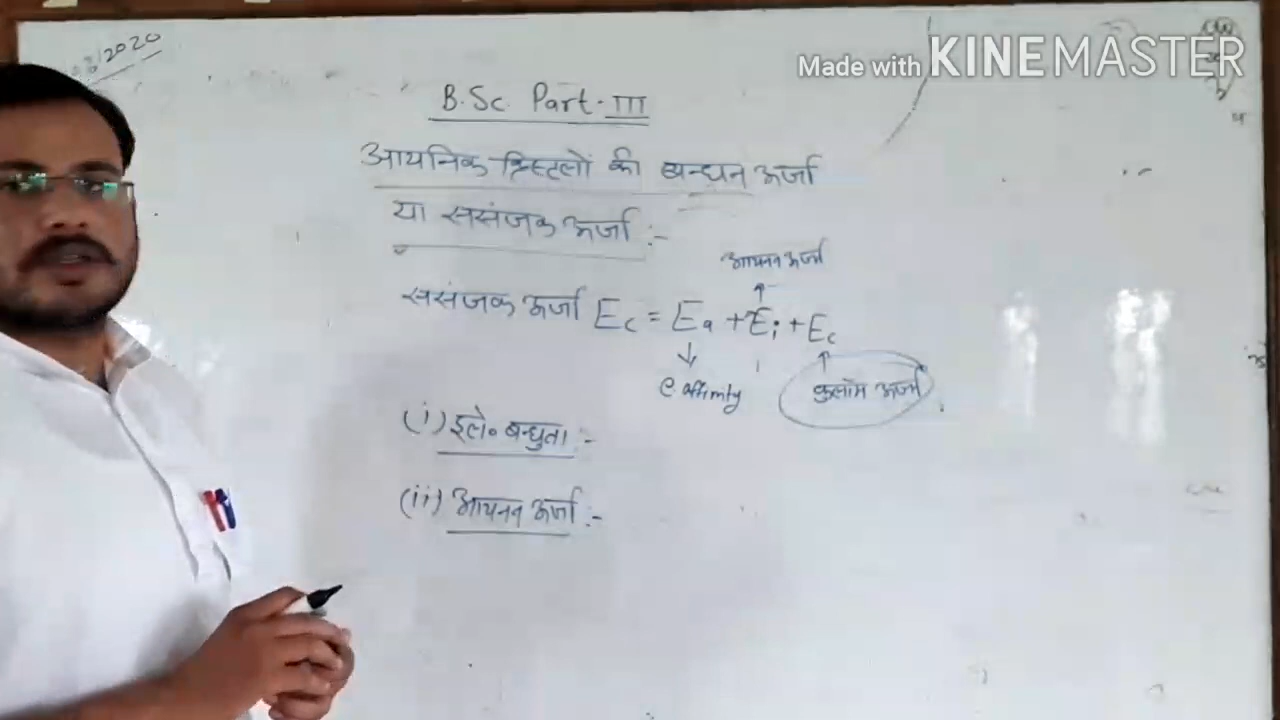 2020
Made with KINEMASTER
B.Sc. Part-III
आयनिक क्रिस्टलों की बन्धन ऊर्जा
या ससंजक ऊर्जा :-
आयनन ऊर्जा
ससंजक ऊर्जा Ec = Ea + Ei + Ec
e. affinity
कुलॉम ऊर्जा
(i) इले० बन्धुता :-
(ii) आयनन ऊर्जा :-